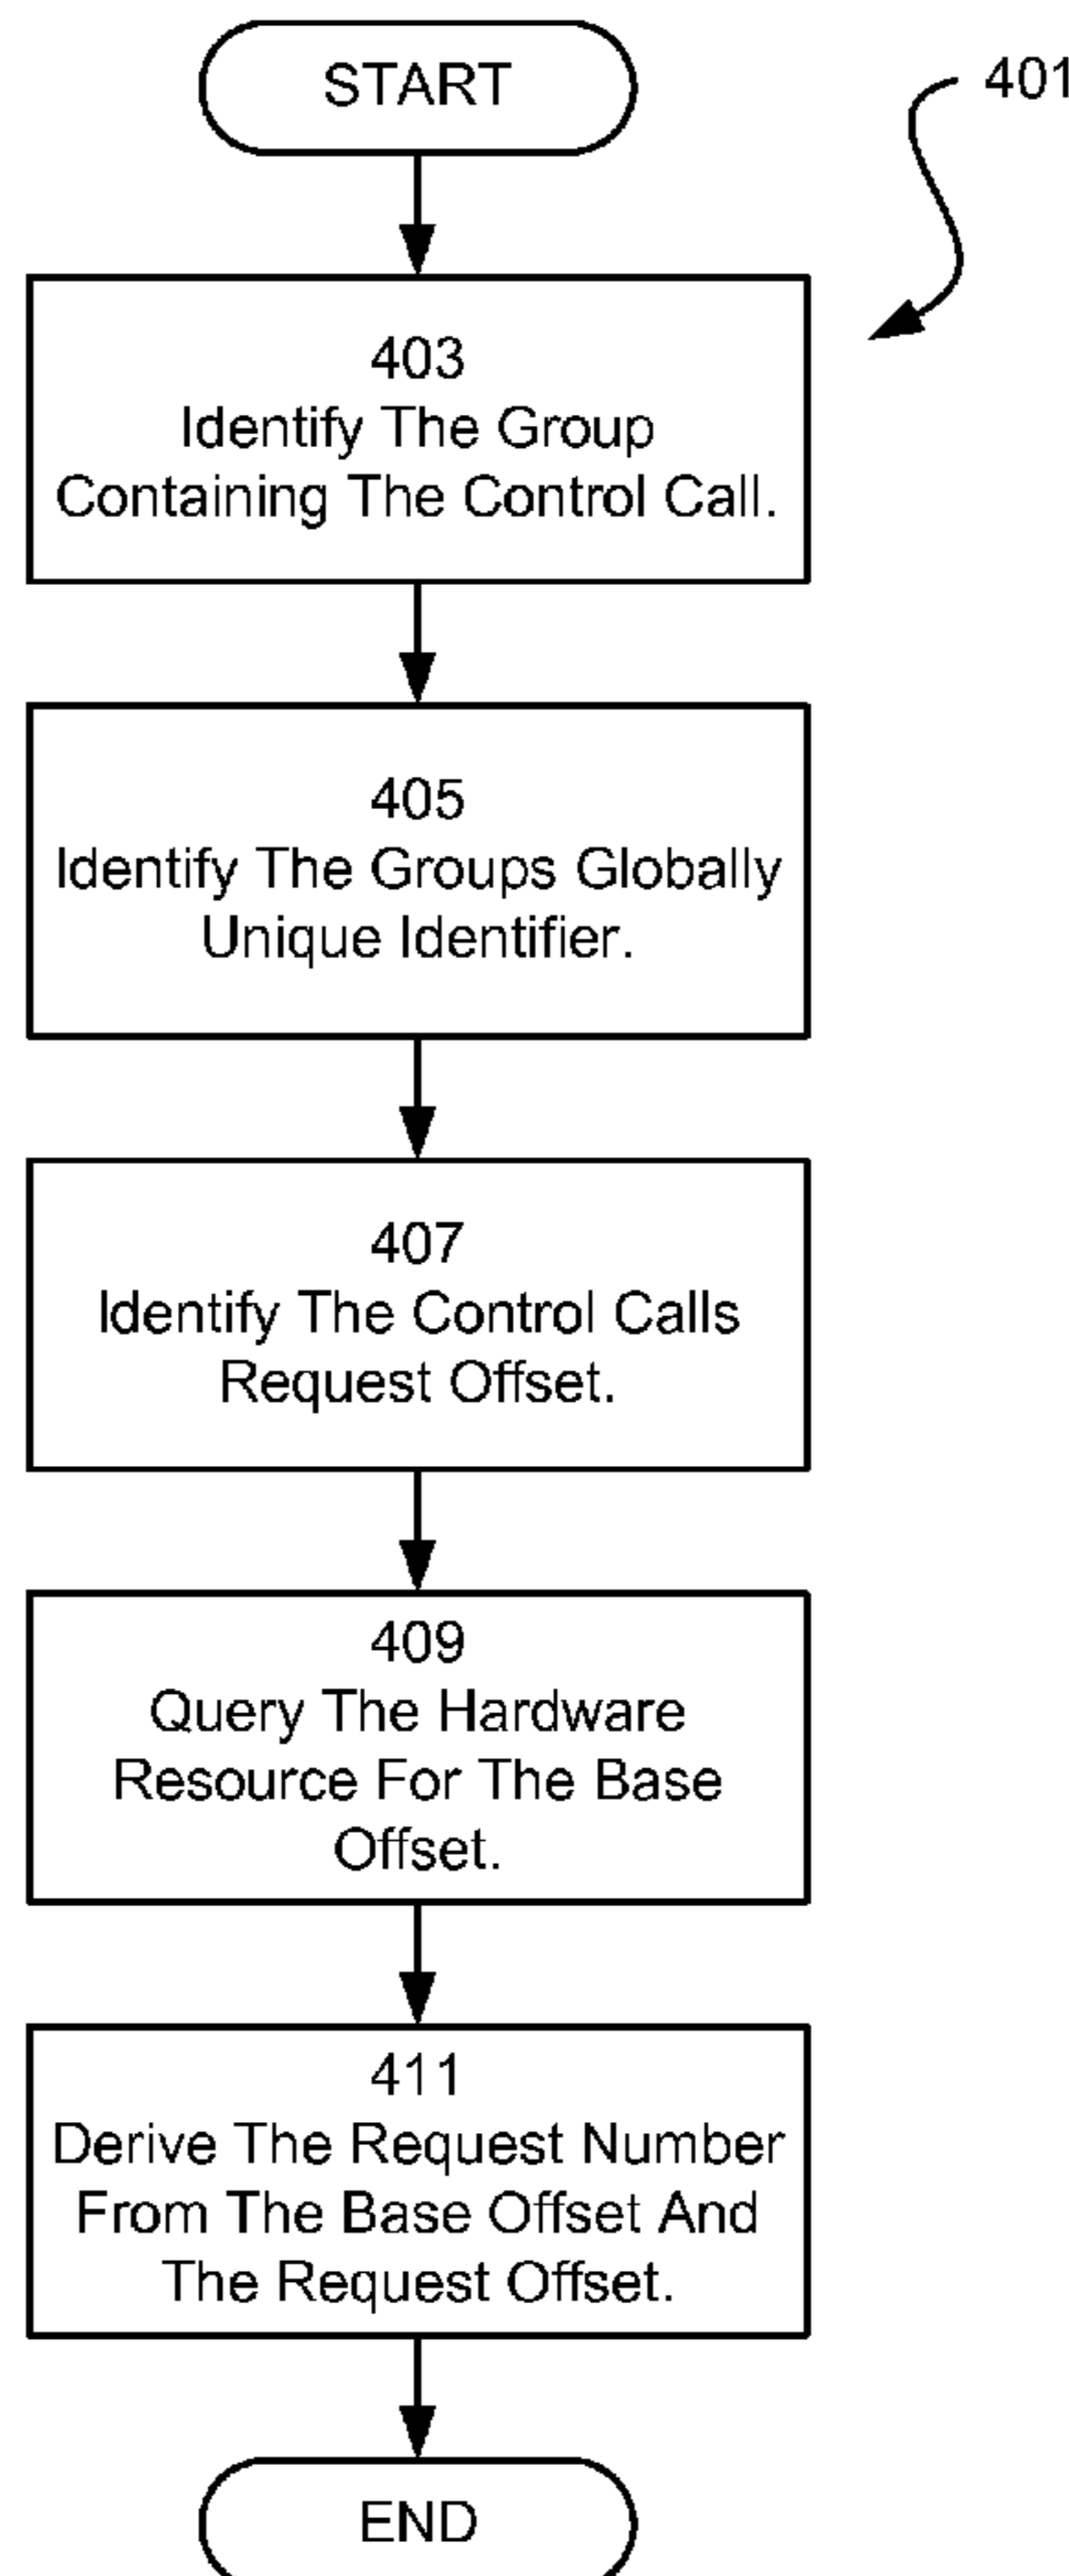 START
401
403
Identify The Group
Containing The Control Call.
405
Identify The Groups Globally
Unique Identifier.
407
Identify The Control Calls
Request Offset.
409
Query The Hardware
Resource For The Base
Offset.
411
Derive The Request Number
From The Base Offset And
The Request Offset.
END